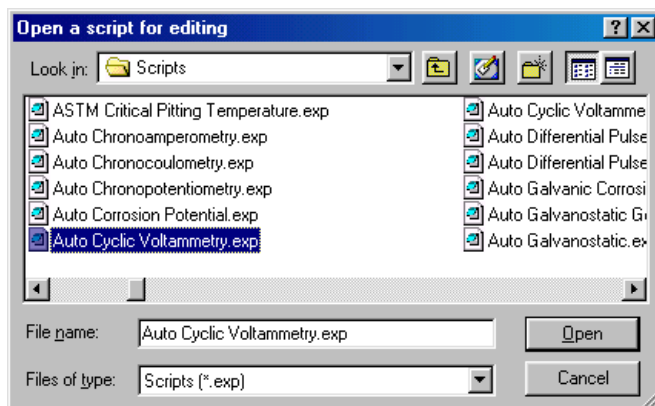 Open a script for editing
Look in: Scripts
ASTM Critical Pitting Temperature.exp
Auto Chronoamperometry.exp
Auto Chronocoulometry.exp
Auto Chronopotentiometry.exp
Auto Corrosion Potential.exp
Auto Cyclic Voltammetry.exp
Auto Cyclic Voltamme
Auto Differential Pulse
Auto Differential Pulse
Auto Galvanic Corrosi
Auto Galvanostatic
Auto Galvanostatic.ex
File name: Auto Cyclic Voltammetry.exp Open
Files of type: Scripts (*.exp) Cancel